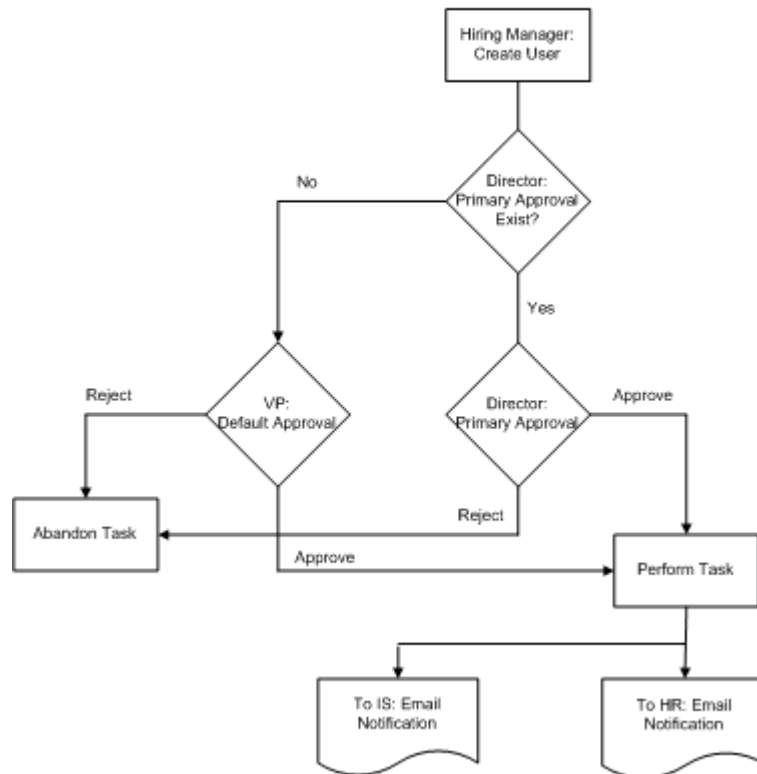 Hiring Manager:
Create User
Director:
Primary Approval
Exist?
No
Yes
VP:
Default Approval
Director:
Primary Approval
Reject
Approve
Abandon Task
Reject
Approve
Perform Task
To IS: Email
Notification
To HR: Email
Notification